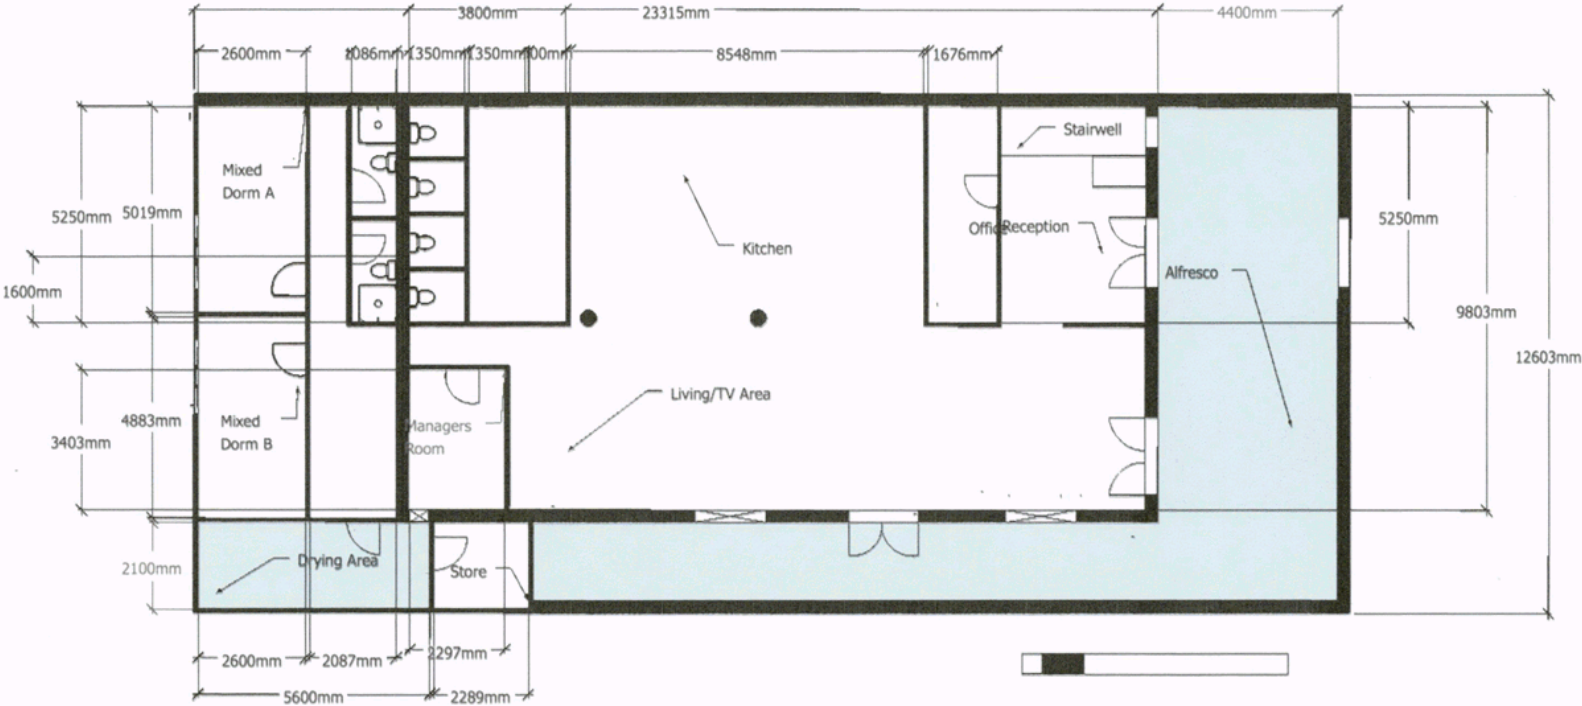 3800mm
23315mm
4400mm
2600mm
1086mm
1350mm
1350mm
8548mm
1676mm
Stairwell
Mixed
Dorm A
5250mm
5019mm
5250mm
Office
Reception
Kitchen
Alfresco
1600mm
9803mm
12603mm
Living/TV Area
4883mm
Mixed
Dorm B
Managers
Room
3403mm
2100mm
Drying Area
Store
2600mm
2087mm
2297mm
5600mm
2289mm